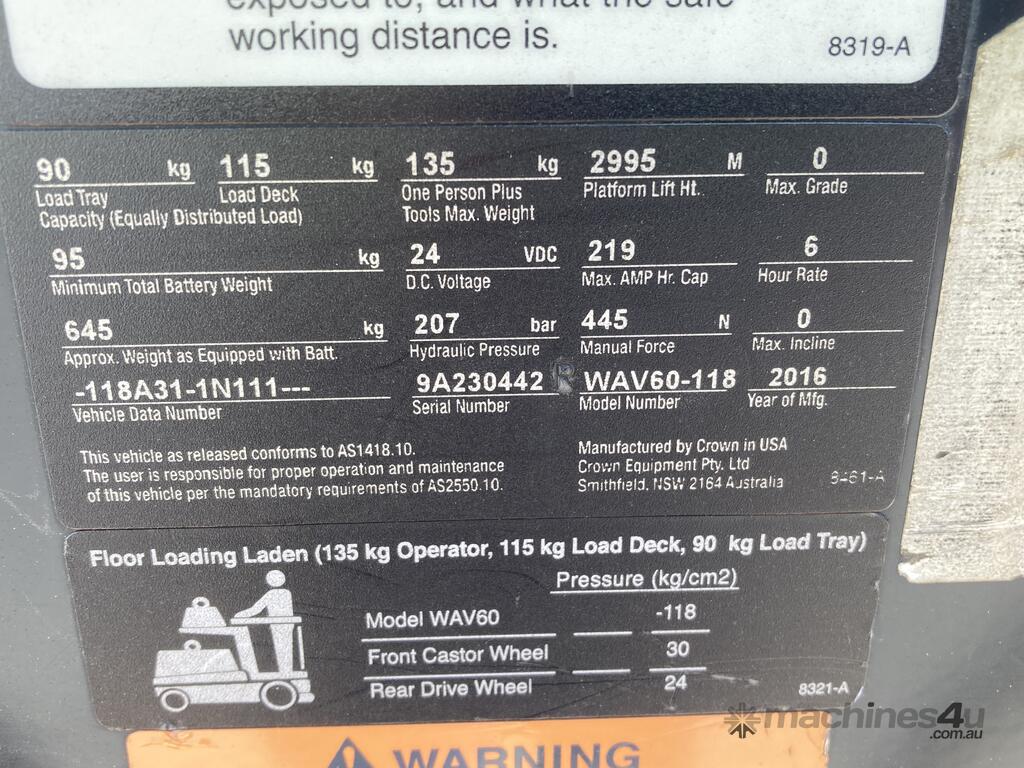 exposed to, and what the safe
working distance is.
8319-A
90 kg 115 kg 135 kg 2995 M 0
Load Tray Load Deck One Person Plus Platform Lift Ht. Max. Grade
Capacity (Equally Distributed Load) Tools Max. Weight
95 kg 24 VDC 219 6
Minimum Total Battery Weight D.C. Voltage Max. AMP Hr. Cap Hour Rate
645 kg 207 bar 445 N 0
Approx. Weight as Equipped with Batt. Hydraulic Pressure Manual Force Max. Incline
-118A31-1N111--- 9A230442 R WAV60-118 2016
Vehicle Data Number Serial Number Model Number Year of Mfg.
This vehicle as released conforms to AS1418.10.
The user is responsible for proper operation and maintenance
of this vehicle per the mandatory requirements of AS2550.10.
Manufactured by Crown in USA
Crown Equipment Pty. Ltd
Smithfield, NSW 2164 Australia
Floor Loading Laden (135 kg Operator, 115 kg Load Deck, 90 kg Load Tray)
Pressure (kg/cm2)
Model WAV60 -118
Front Castor Wheel 30
Rear Drive Wheel 24
8321-A
WARNING
machines4u
.com.au